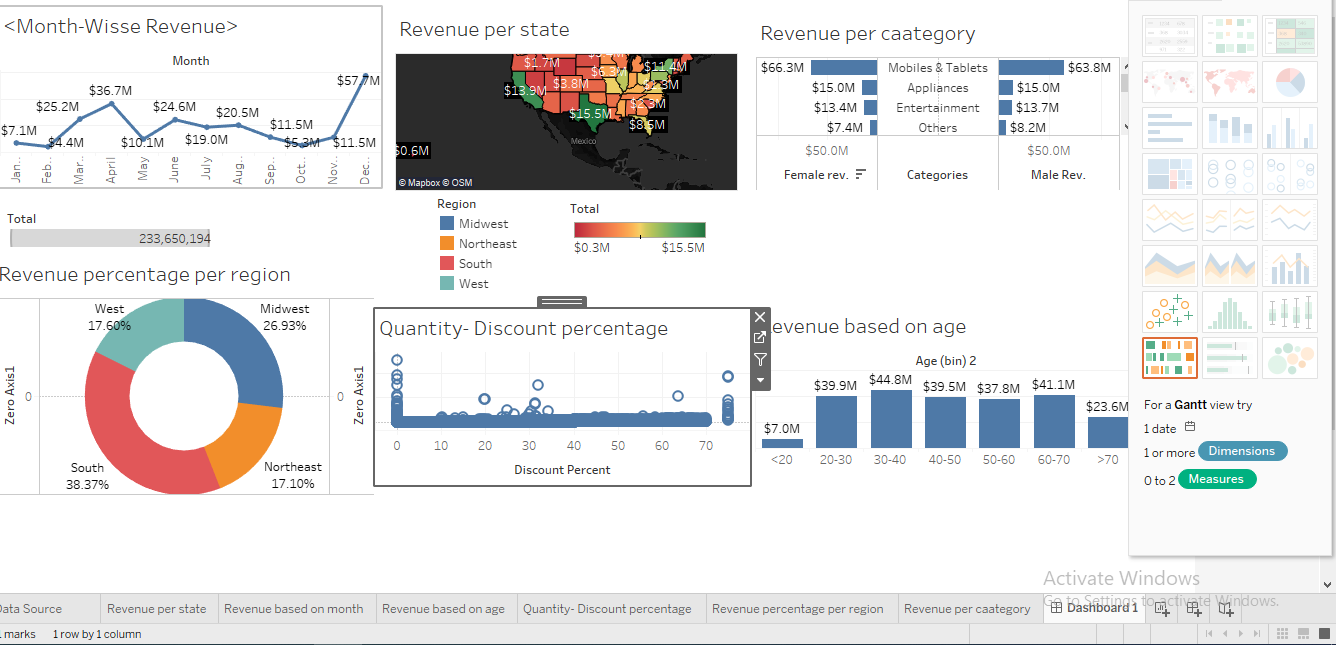 <Month-Wisse Revenue>
Month
$7.1M
$25.2M
$4.4M
$36.7M
$10.1M
$24.6M
$19.0M
$20.5M
$11.5M
$5.3M
$11.5M
$57.7M
Jan..
Feb..
Mar..
April
May
June
July
Aug..
Sep..
Oct..
Nov..
Dec..
Total
233,650,194
Revenue per state
$1.7M
$11.4M
$6.3M
$13.9M
$3.8M
$2.3M
$15.5M
$8.5M
$0.6M
Mexico
© Mapbox © OSM
Region
Midwest
Northeast
South
West
Total
$0.3M
$15.5M
Revenue per caategory
$66.3M Mobiles & Tablets $63.8M
$15.0M Appliances $15.0M
$13.4M Entertainment $13.7M
$7.4M Others $8.2M
$50.0M $50.0M
Female rev. Categories Male Rev.
Revenue percentage per region
West
17.60%
Midwest
26.93%
South
38.37%
Northeast
17.10%
Zero Axis1
0
0
Zero Axis1
Quantity- Discount percentage
0 10 20 30 40 50 60 70
Discount Percent
evenue based on age
Age (bin) 2
$7.0M
$39.9M
$44.8M
$39.5M
$37.8M
$41.1M
$23.6M
<20 20-30 30-40 40-50 50-60 60-70 >70
For a Gantt view try
1 date
1 or more Dimensions
0 to 2 Measures
Activate Windows
Go to Settings to activate Windows.
Data Source
Revenue per state
Revenue based on month
Revenue based on age
Quantity- Discount percentage
Revenue percentage per region
Revenue per caategory
Dashboard 1
marks 1 row by 1 column